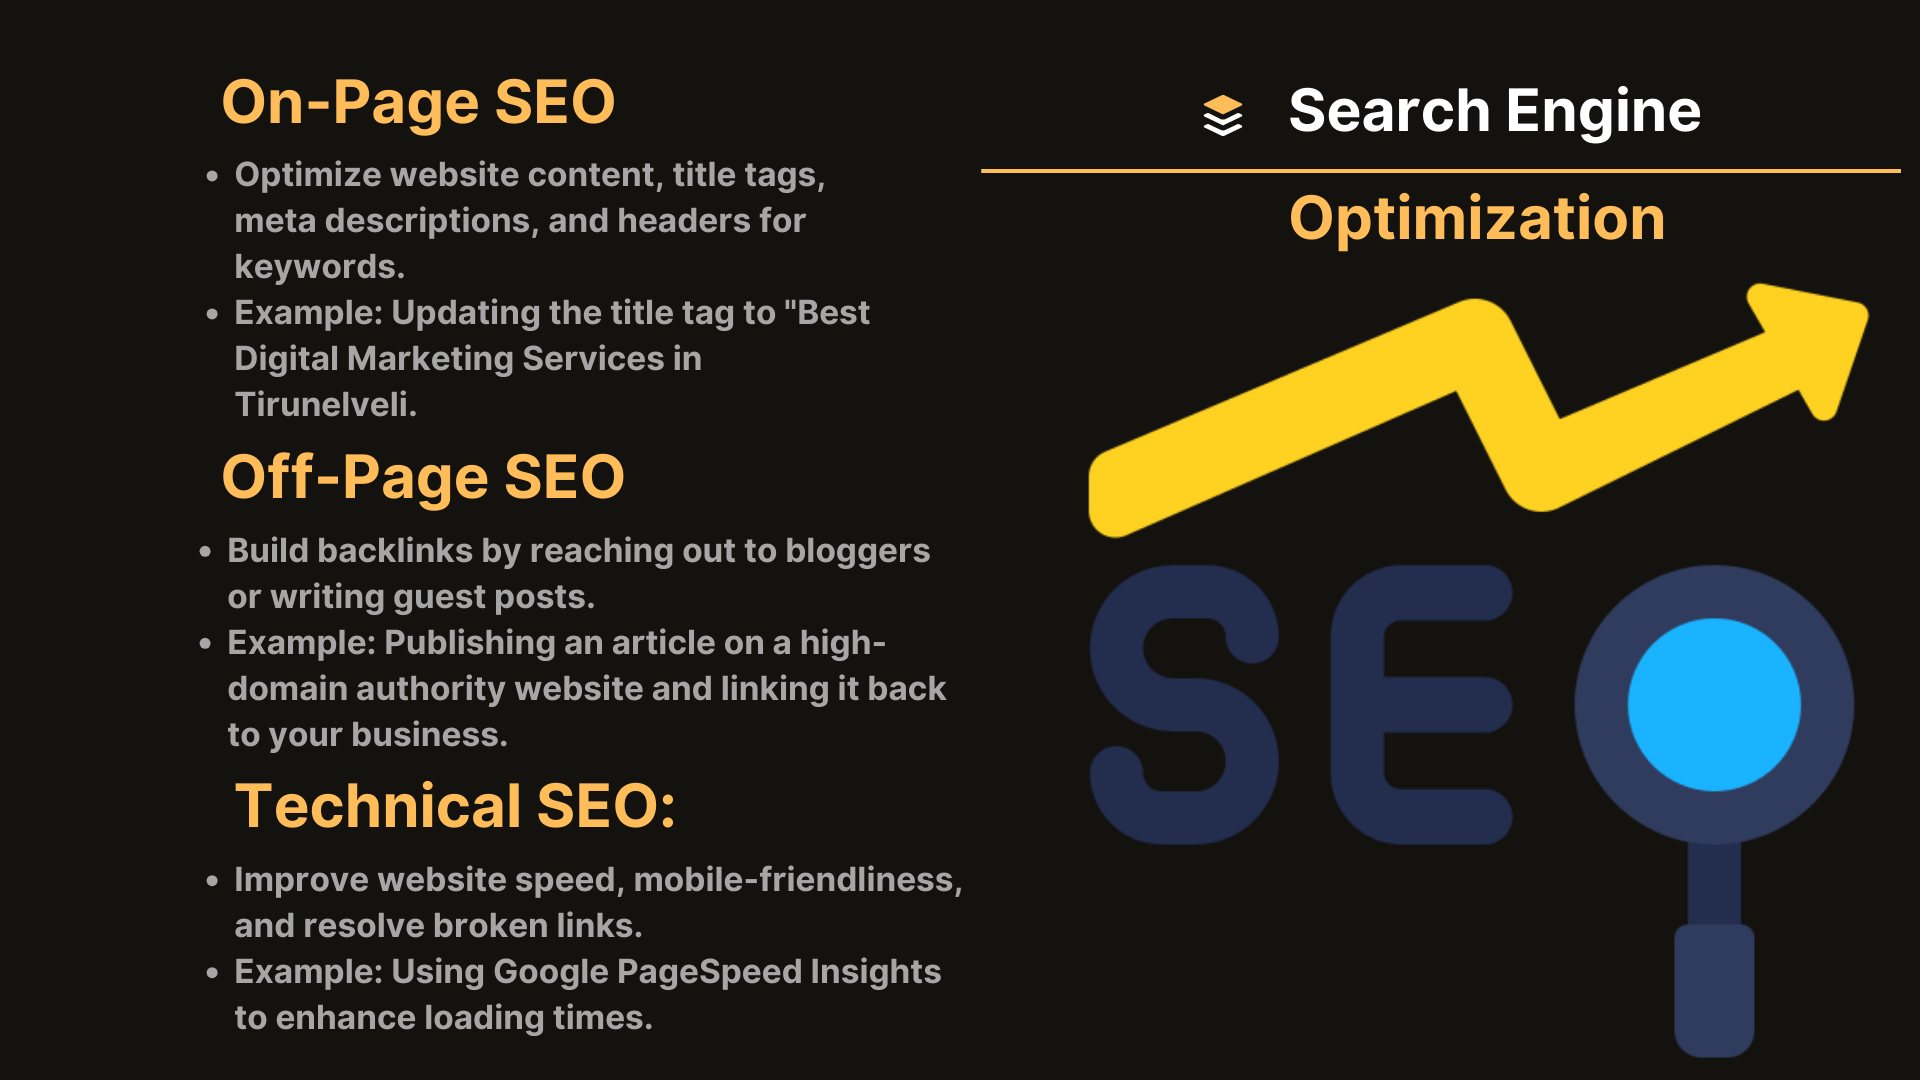 On-Page SEO
• Optimize website content, title tags,
meta descriptions, and headers for
keywords.
• Example: Updating the title tag to "Best
Digital Marketing Services in
Tirunelveli.
Off-Page SEO
• Build backlinks by reaching out to bloggers
or writing guest posts.
• Example: Publishing an article on a high-
domain authority website and linking it back
to your business.
Technical SEO:
• Improve website speed, mobile-friendliness,
and resolve broken links.
• Example: Using Google PageSpeed Insights
to enhance loading times.
Search Engine
Optimization
SEO